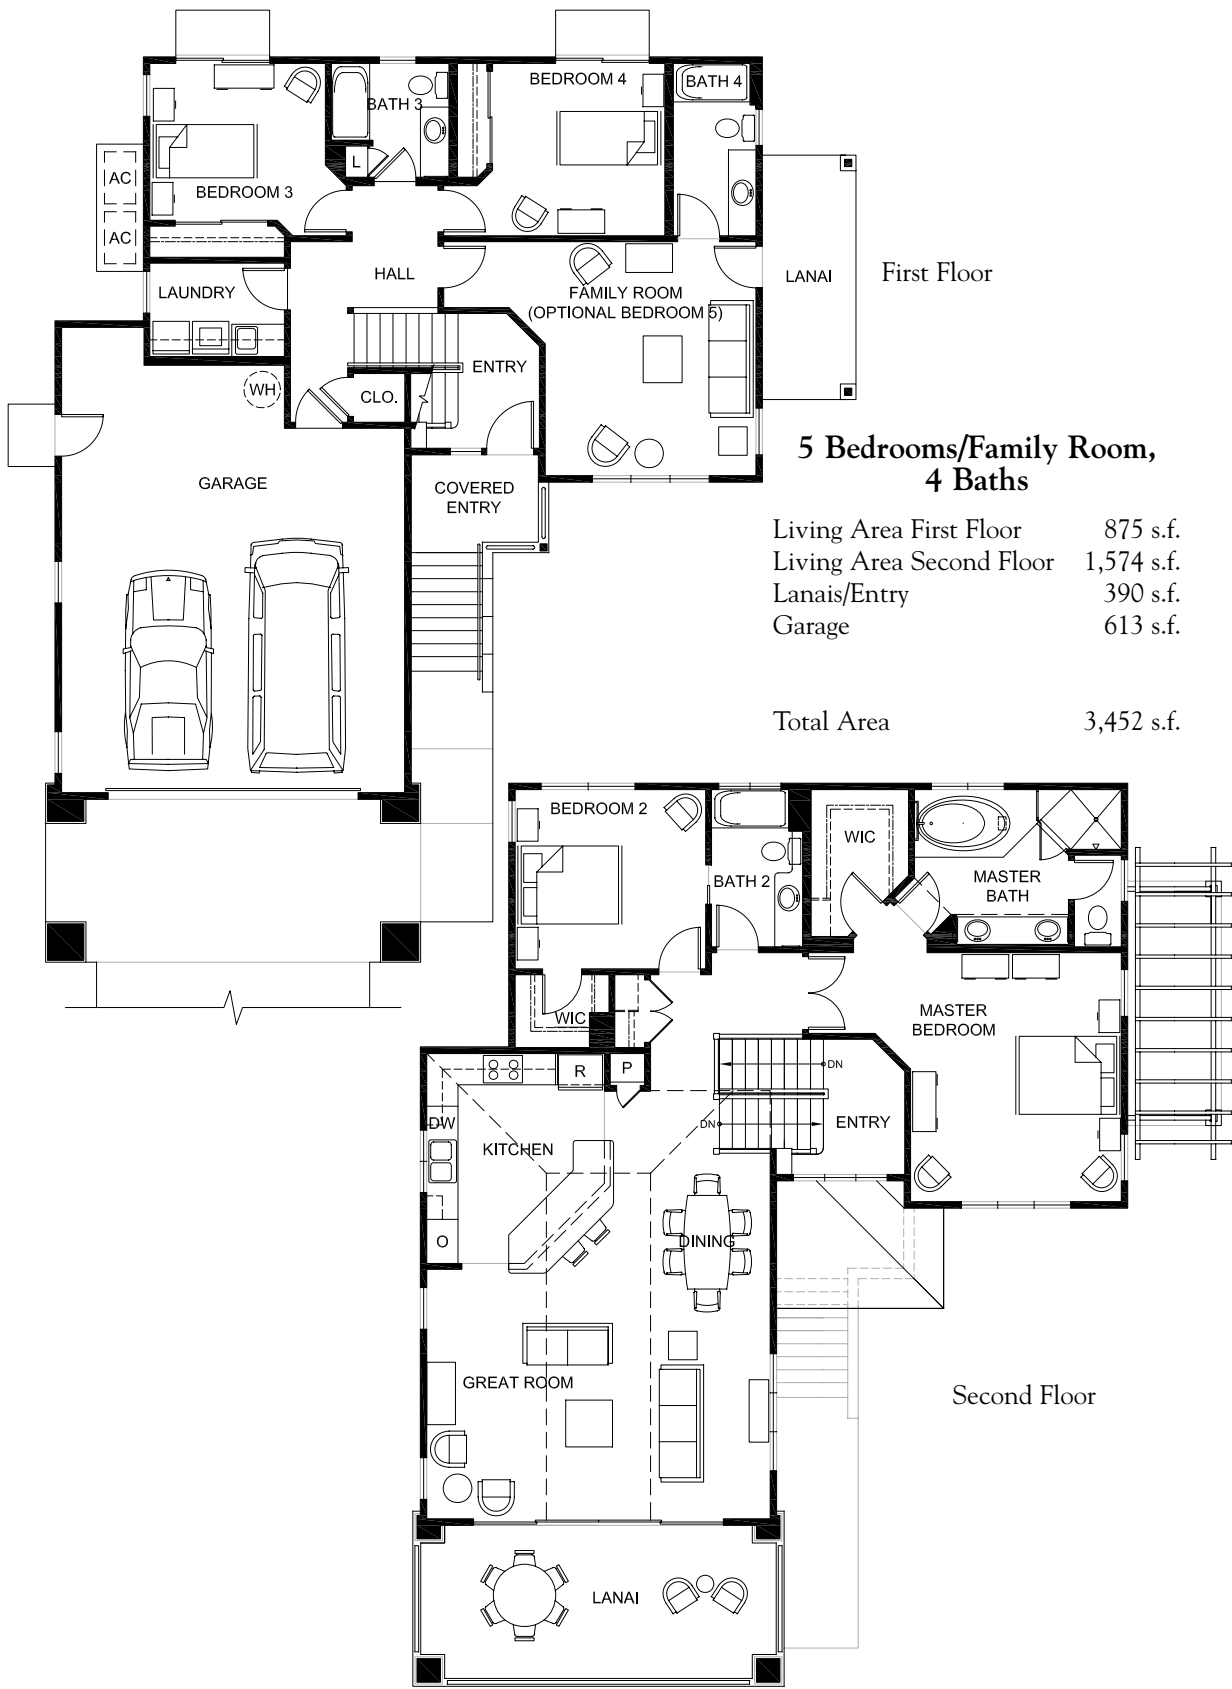 BEDROOM 4
BATH 4
BATH 3
L
AC
BEDROOM 3
AC
HALL
First Floor
LANAI
LAUNDRY
FAMILY ROOM
(OPTIONAL BEDROOM 5)
ENTRY
WH
CLO.
5 Bedrooms/Family Room,
4 Baths
GARAGE
COVERED
ENTRY
Living Area First Floor 875 s.f.
Living Area Second Floor 1,574 s.f.
Lanais/Entry 390 s.f.
Garage 613 s.f.
Total Area 3,452 s.f.
BEDROOM 2
WIC
BATH 2
MASTER
BATH
WIC
MASTER
BEDROOM
R
P
DN
DW
DN
ENTRY
KITCHEN
O
DINING
GREAT ROOM
Second Floor
LANAI